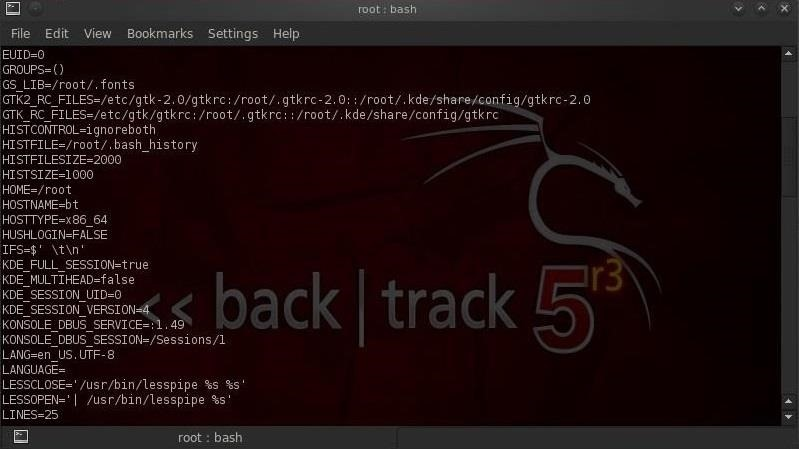 root : bash
File Edit View Bookmarks Settings Help
EUID=0
GROUPS=()
GS_LIB=/root/.fonts
GTK2_RC_FILES=/etc/gtk-2.0/gtkrc:/root/.gtkrc-2.0::/root/.kde/share/config/gtkrc-2.0
GTK_RC_FILES=/etc/gtk/gtkrc:/root/.gtkrc::/root/.kde/share/config/gtkrc
HISTCONTROL=ignoreboth
HISTFILE=/root/.bash_history
HISTFILESIZE=2000
HISTSIZE=1000
HOME=/root
HOSTNAME=bt
HOSTTYPE=x86_64
HUSHLOGIN=FALSE
IFS=$' \t\n'
KDE_FULL_SESSION=true
KDE_MULTIHEAD=false
KDE_SESSION_UID=0
KDE_SESSION_VERSION=4
KONSOLE_DBUS_SERVICE=:1.49
KONSOLE_DBUS_SESSION=/Sessions/1
LANG=en_US.UTF-8
LANGUAGE=
LESSCLOSE='/usr/bin/lesspipe %s %s'
LESSOPEN='| /usr/bin/lesspipe %s'
LINES=25
<< back | track 5 r3
root : bash